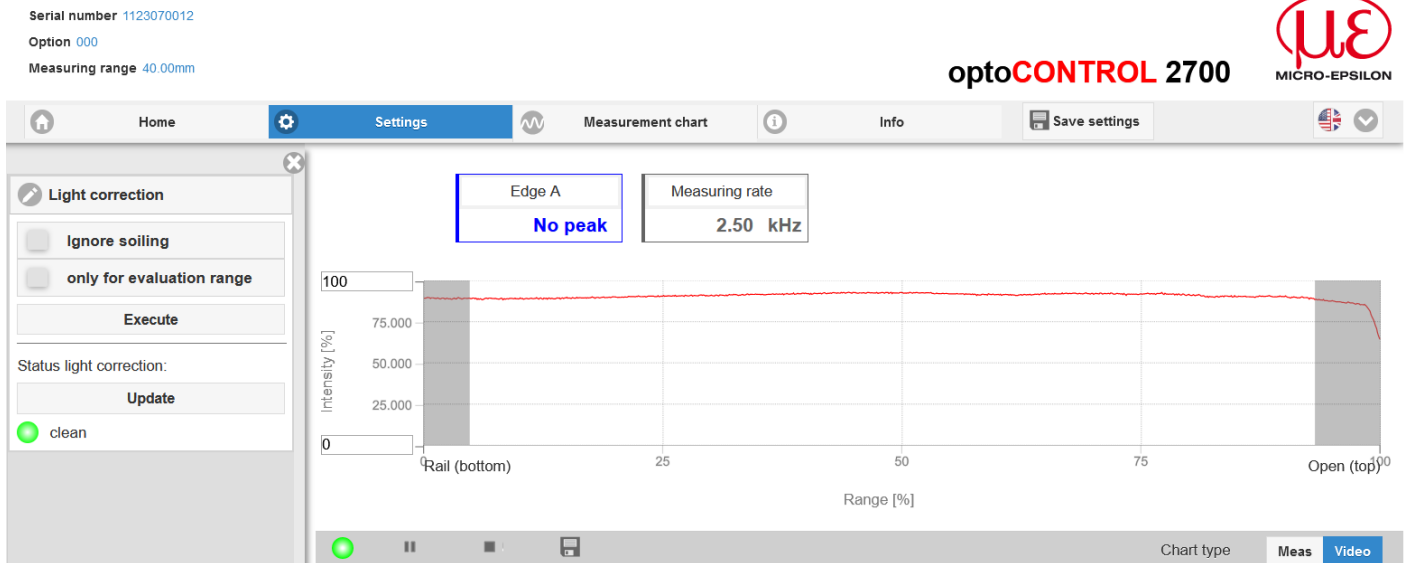 Serial number 1123070012
Option 000
Measuring range 40.00mm
optoCONTROL 2700
με
MICRO-EPSILON
Home
Settings
Measurement chart
Info
Save settings
Light correction
Ignore soiling
only for evaluation range
Execute
Status light correction:
Update
clean
Edge A
No peak
Measuring rate
2.50 kHz
100
75.000
50.000
25.000
0
Intensity [%]
0
25
50
75
100
Rail (bottom)
Open (top)
Range [%]
Chart type
Meas
Video